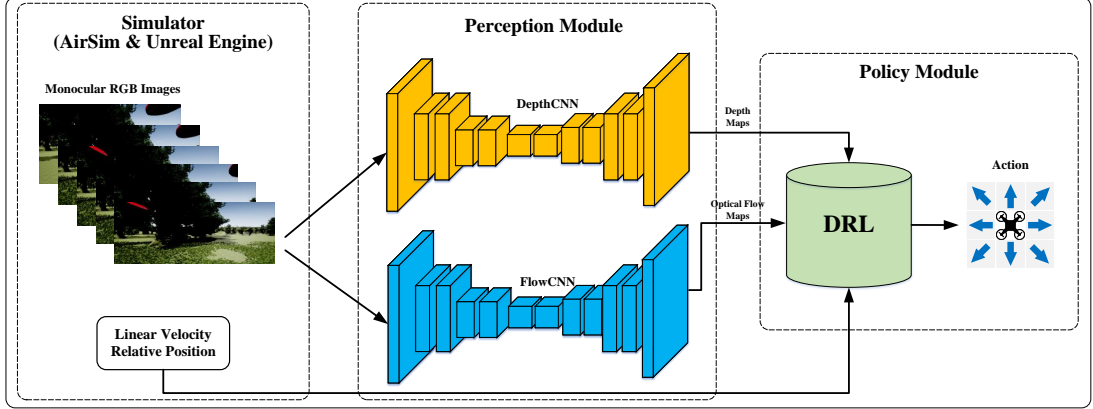 Simulator
(AirSim & Unreal Engine)
Monocular RGB Images
Linear Velocity
Relative Position
Perception Module
DepthCNN
FlowCNN
Depth
Maps
Optical Flow
Maps
Policy Module
DRL
Action